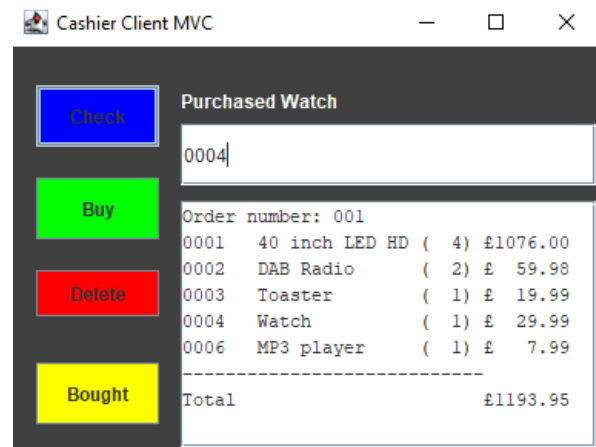 Cashier Client MVC
Check
Purchased Watch
0004
Buy
Order number: 001
0001 40 inch LED HD ( 4) £1076.00
0002 DAB Radio ( 2) £ 59.98
Delete
0003 Toaster ( 1) £ 19.99
0004 Watch ( 1) £ 29.99
0006 MP3 player ( 1) £ 7.99
----------------------------
Bought
Total £1193.95